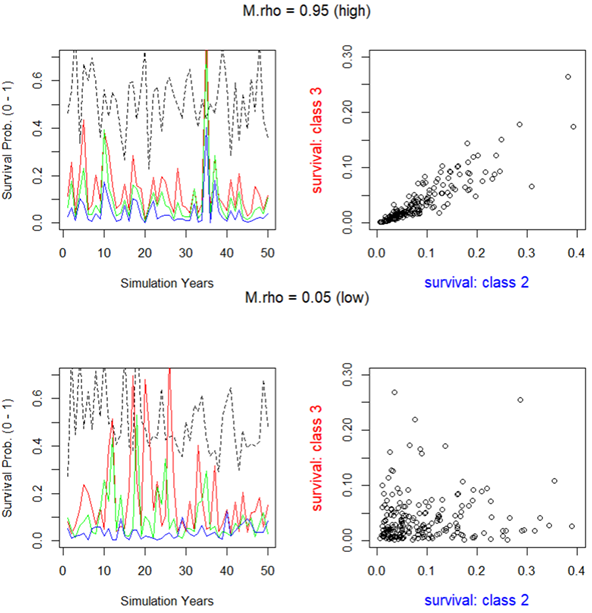 M.rho = 0.95 (high)
Survival Prob. (0 - 1)
0.0 0.2 0.4 0.6
0 10 20 30 40 50
Simulation Years
survival: class 3
0.00 0.10 0.20 0.30
0.0 0.1 0.2 0.3 0.4
survival: class 2
M.rho = 0.05 (low)
Survival Prob. (0 - 1)
0.0 0.2 0.4 0.6
0 10 20 30 40 50
Simulation Years
survival: class 3
0.00 0.10 0.20 0.30
0.0 0.1 0.2 0.3 0.4
survival: class 2